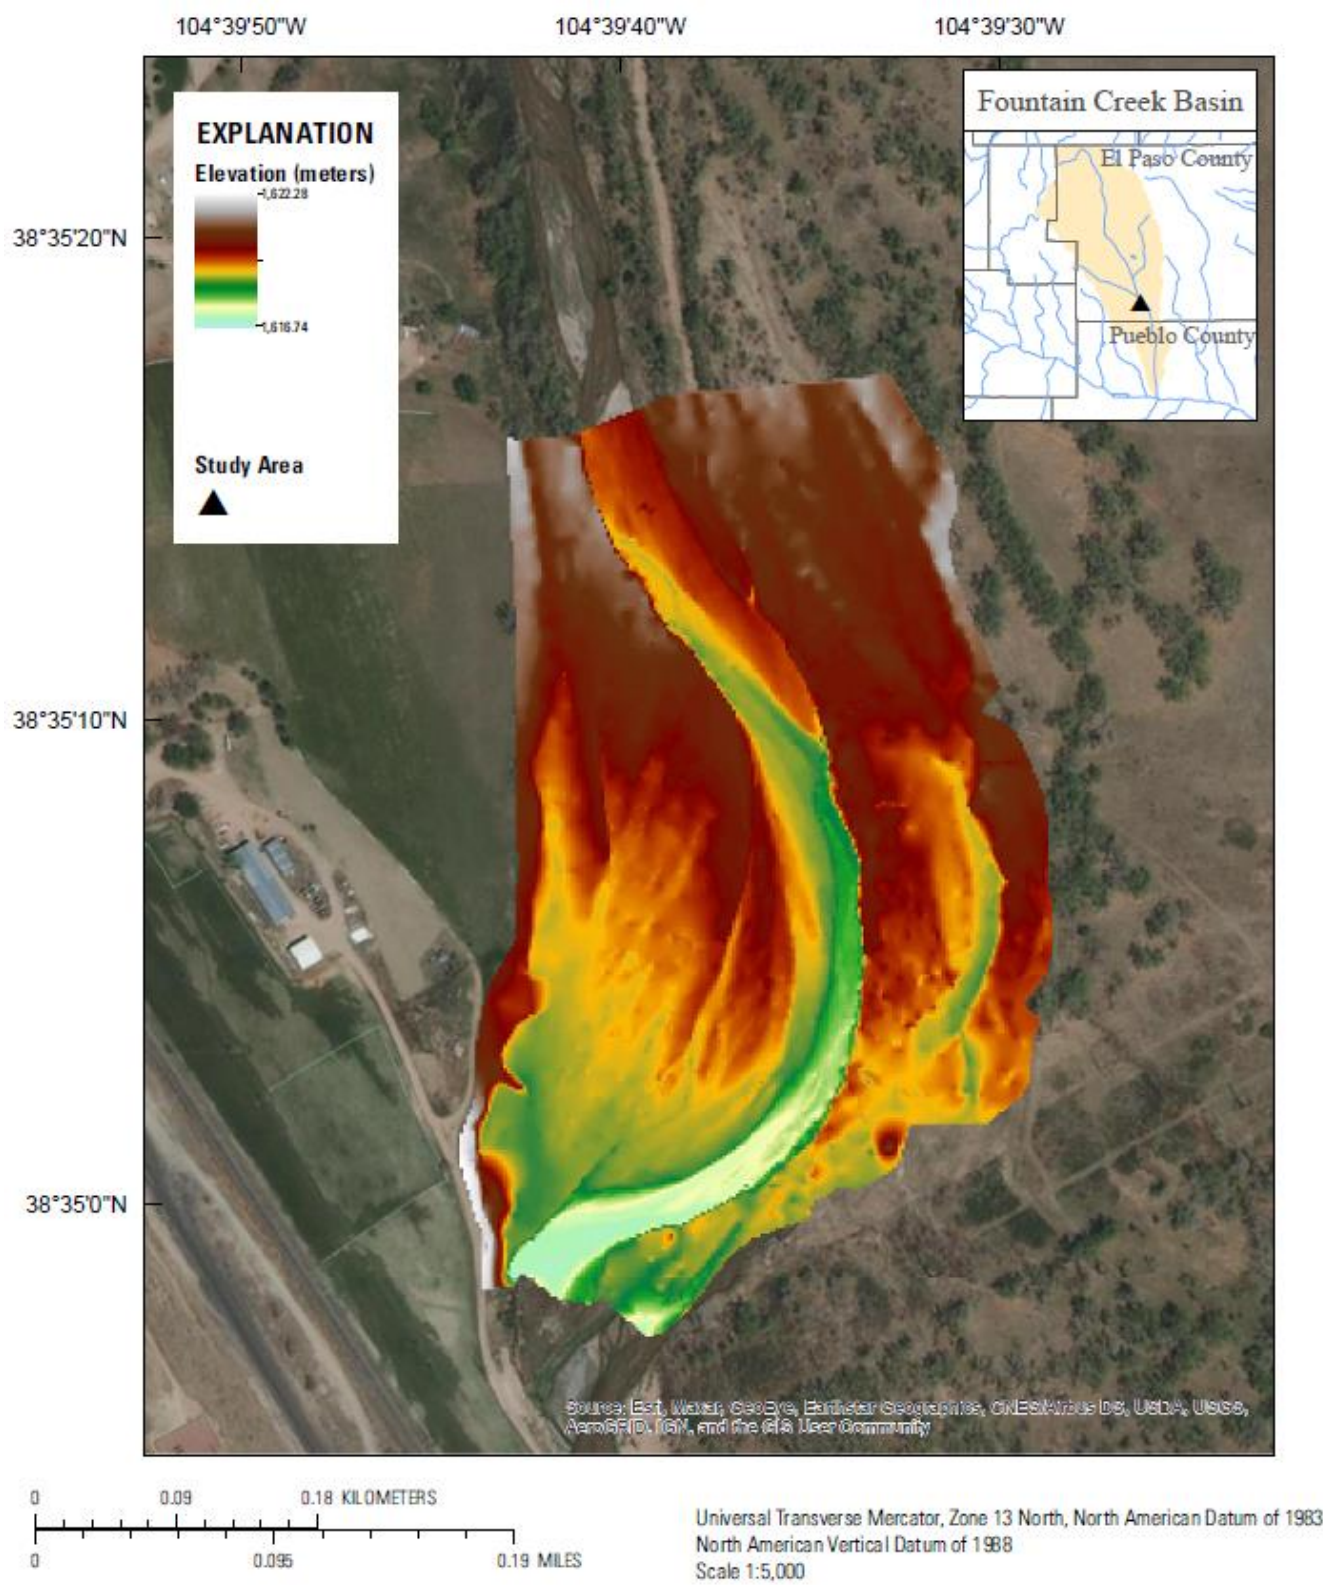 104°39'50"W 104°39'40"W 104°39'30"W
EXPLANATION
Elevation (meters)
1,622.28
1,616.74
Study Area
Fountain Creek Basin
El Paso County
Pueblo County
38°35'20"N
38°35'10"N
38°35'0"N
Source: Esri, Maxar, GeoEye, Earthstar Geographics, CNES/Airbus DS, USDA, USGS,
AeroGRID, IGN, and the GIS User Community
0 0.09 0.18 KILOMETERS
0 0.095 0.19 MILES
Universal Transverse Mercator, Zone 13 North, North American Datum of 1983
North American Vertical Datum of 1988
Scale 1:5,000